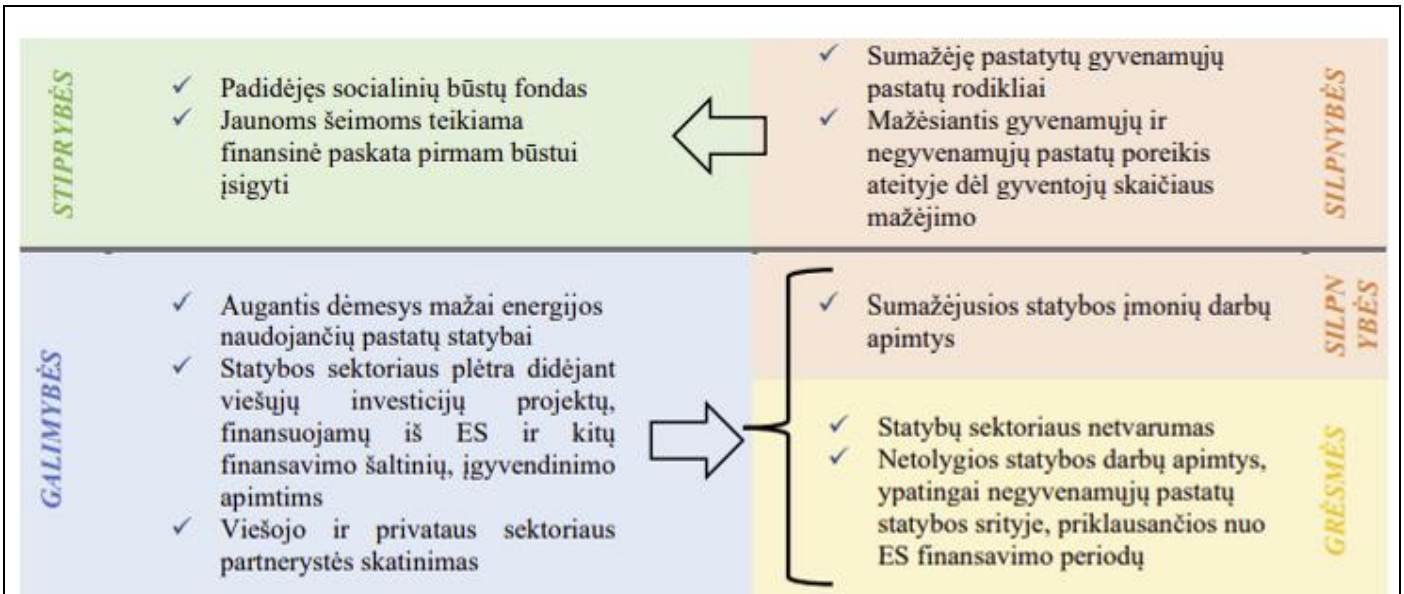 STIPRYBĖS
✓ Padidėjęs socialinių būstų fondas
✓ Jaunoms šeimoms teikiama
finansinė paskata pirmam būstui
įsigyti
✓ Sumažėję pastatytų gyvenamųjų
pastatų rodikliai
✓ Mažėsiantis gyvenamųjų ir
negyvenamųjų pastatų poreikis
ateityje dėl gyventojų skaičiaus
mažėjimo
SILPNYBĖS
GALIMYBĖS
✓ Augantis dėmesys mažai energijos
naudojančių pastatų statybai
✓ Statybos sektoriaus plėtra didėjant
viešųjų investicijų projektų,
finansuojamų iš ES ir kitų
finansavimo šaltinių, įgyvendinimo
apimtims
✓ Viešojo ir privataus sektoriaus
partnerystės skatinimas
✓ Sumažėjusios statybos įmonių darbų
apimtys
SILPN
YBĖS
✓ Statybų sektoriaus netvarumas
✓ Netolygios statybos darbų apimtys,
ypatingai negyvenamųjų pastatų
statybos srityje, priklausančios nuo
ES finansavimo periodų
GRĖSMĖS